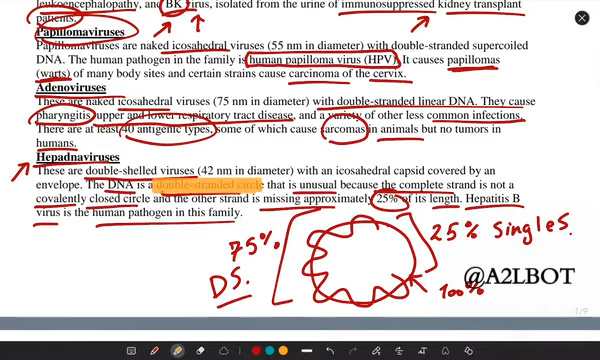 leukoencephalopathy, and BK virus, isolated from the urine of immunosuppressed kidney transplant
patients.
Papillomaviruses
Papillomaviruses are naked icosahedral viruses (55 nm in diameter) with double-stranded supercoiled
DNA. The human pathogen in the family is human papilloma virus (HPV). It causes papillomas
(warts) of many body sites and certain strains cause carcinoma of the cervix.
Adenoviruses
These are naked icosahedral viruses (75 nm in diameter) with double-stranded linear DNA. They cause
pharyngitis, upper and lower respiratory tract disease, and a variety of other less common infections.
There are at least 40 antigenic types, some of which cause sarcomas in animals but no tumors in
humans.
Hepadnaviruses
These are double-shelled viruses (42 nm in diameter) with an icosahedral capsid covered by an
envelope. The DNA is a double-stranded circle that is unusual because the complete strand is not a
covalently closed circle and the other strand is missing approximately 25% of its length. Hepatitis B
virus is the human pathogen in this family.
75%
DS.
25% Singles.
100%
@A2LBOT
1/9